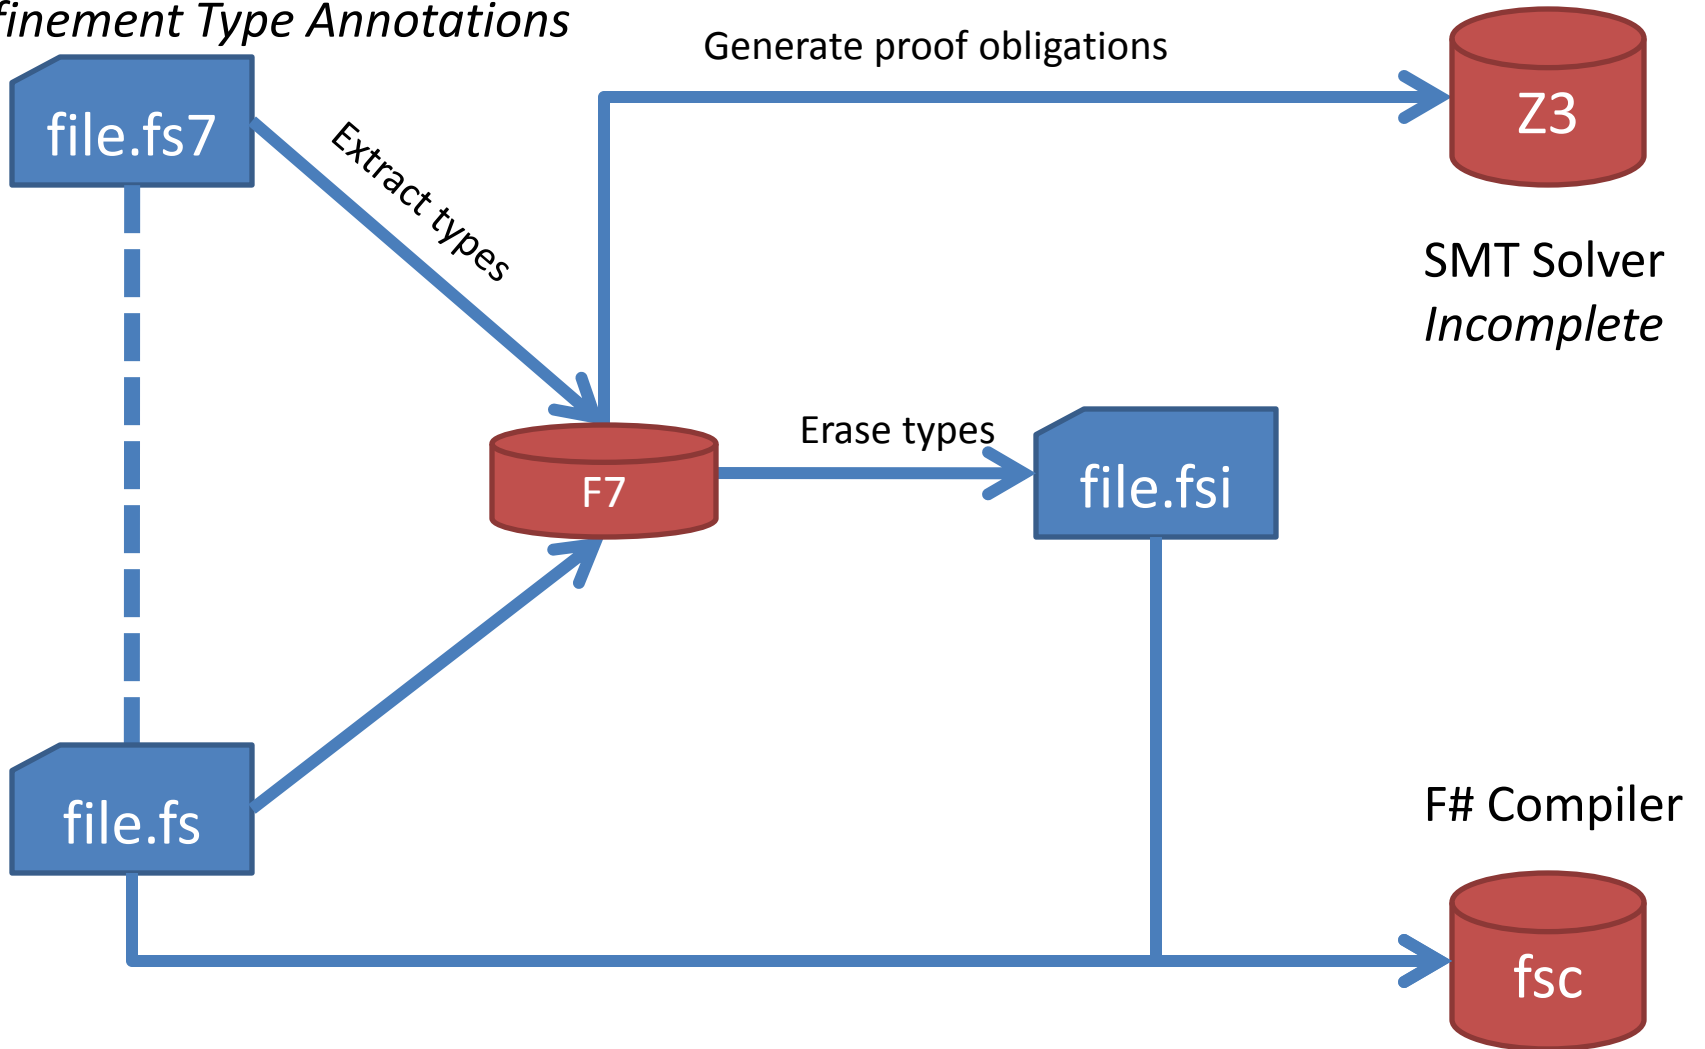 finement Type Annotations
Generate proof obligations
file.fs7
Z3
Extract types
SMT Solver
Incomplete
Erase types
F7
file.fsi
file.fs
F# Compiler
fsc